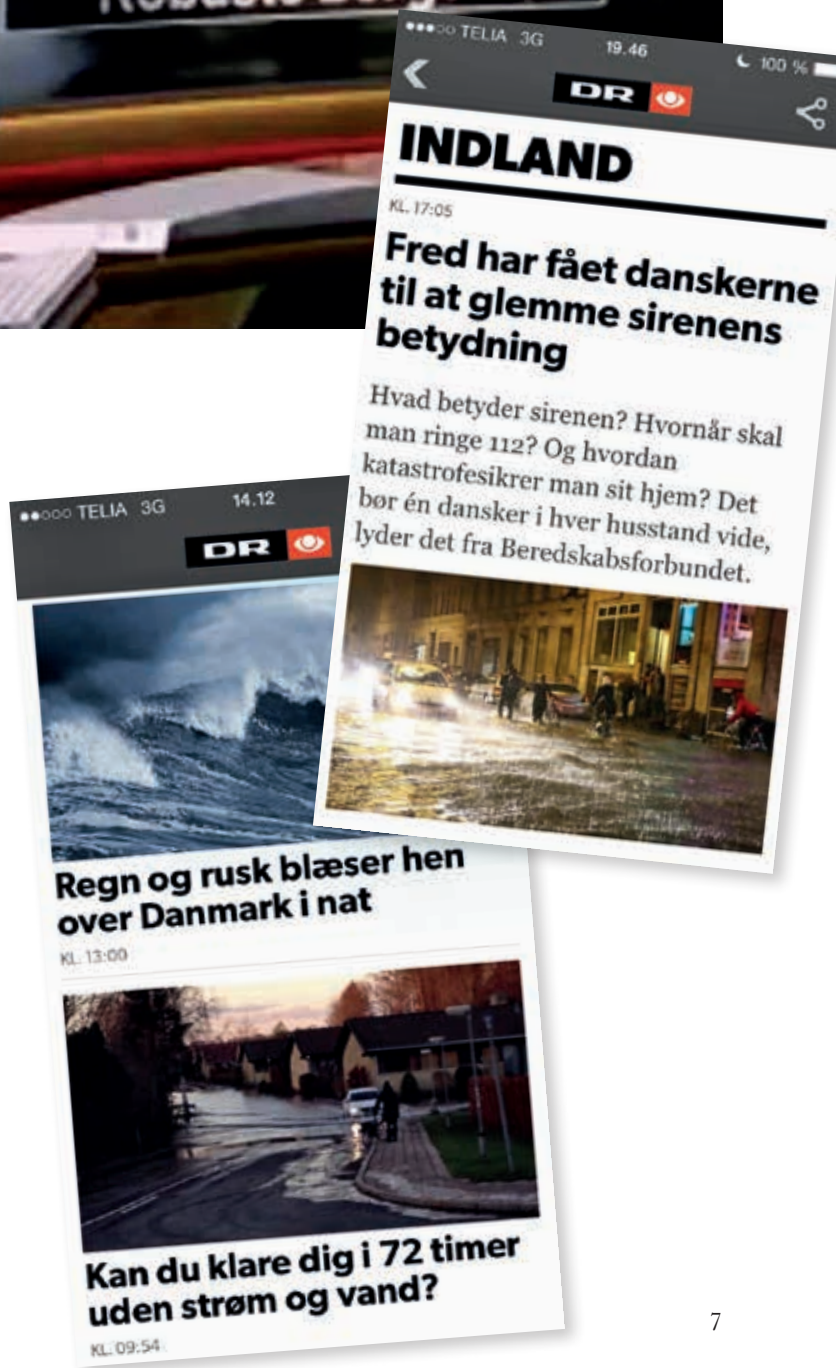 TELIA 3G 19.46 100 %
DR
INDLAND
KL. 17:05
Fred har fået danskerne
til at glemme sirenens
betydning
Hvad betyder sirenen? Hvornår skal
man ringe 112? Og hvordan
katastrofesikrer man sit hjem? Det
bør én dansker i hver husstand vide,
lyder det fra Beredskabsforbundet.
TELIA 3G 14.12
DR
Regn og rusk blæser hen
over Danmark i nat
KL. 13:00
Kan du klare dig i 72 timer
uden strøm og vand?
KL. 09:54
7